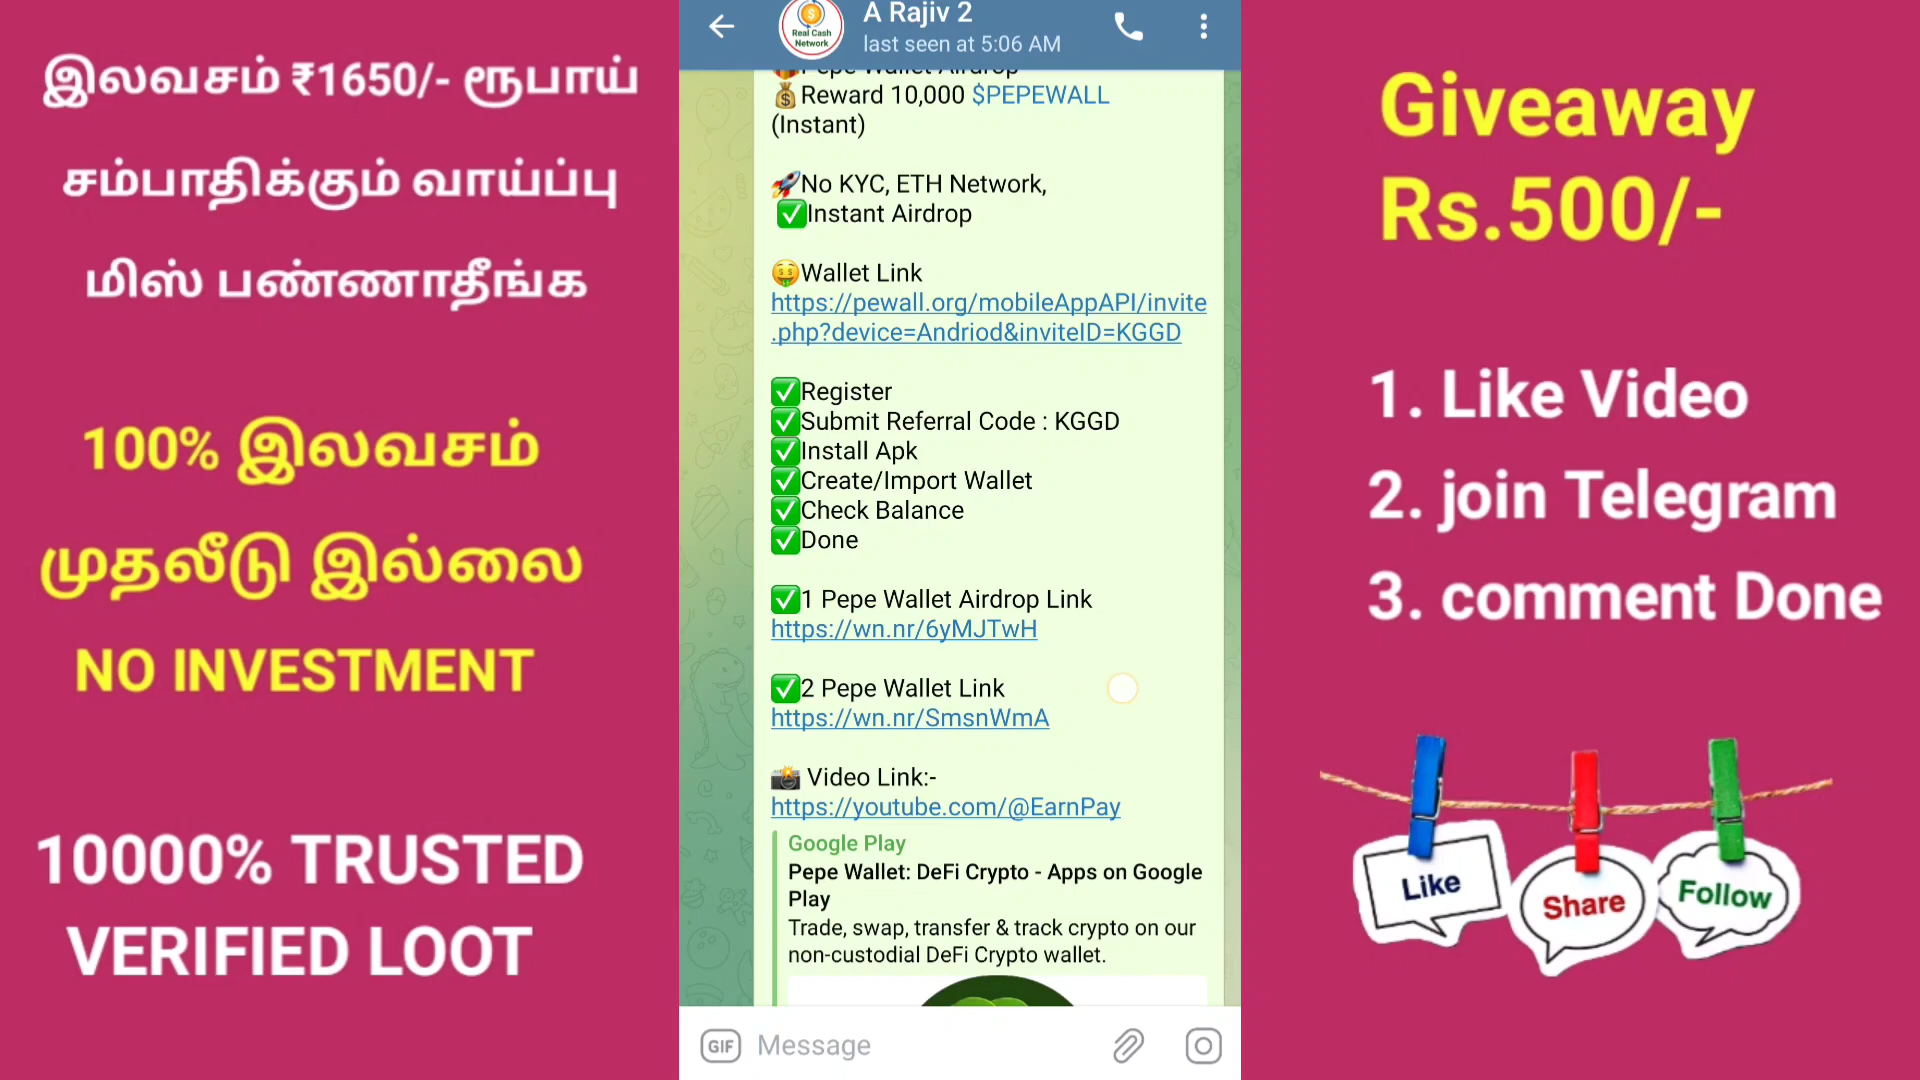 இலவசம் ₹1650/- ரூபாய்
சம்பாதிக்கும் வாய்ப்பு
மிஸ் பண்ணாதீங்க
100% இலவசம்
முதலீடு இல்லை
NO INVESTMENT
10000% TRUSTED
VERIFIED LOOT
Real Cash
Network
A Rajiv 2
last seen at 5:06 AM
Pepe Wallet Airdrop
Reward 10,000 $PEPEWALL
(Instant)
No KYC, ETH Network,
Instant Airdrop
Wallet Link
https://pewall.org/mobileAppAPI/invite
.php?device=Andriod&inviteID=KGGD
Register
Submit Referral Code : KGGD
Install Apk
Create/Import Wallet
Check Balance
Done
1 Pepe Wallet Airdrop Link
https://wn.nr/6yMJTwH
2 Pepe Wallet Link
https://wn.nr/SmsnWmA
Video Link:-
https://youtube.com/@EarnPay
Google Play
Pepe Wallet: DeFi Crypto - Apps on Google
Play
Trade, swap, transfer & track crypto on our
non-custodial DeFi Crypto wallet.
GIF Message
Giveaway
Rs.500/-
1. Like Video
2. join Telegram
3. comment Done
Like
Share
Follow